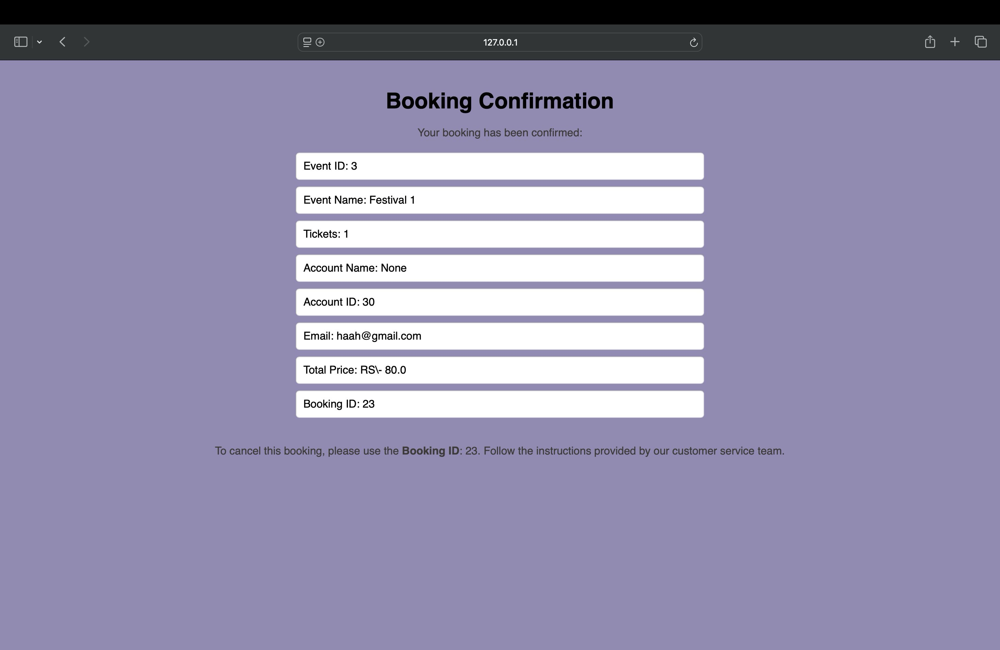 127.0.0.1
Booking Confirmation
Your booking has been confirmed:
Event ID: 3
Event Name: Festival 1
Tickets: 1
Account Name: None
Account ID: 30
Email: haah@gmail.com
Total Price: RS\- 80.0
Booking ID: 23
To cancel this booking, please use the Booking ID: 23. Follow the instructions provided by our customer service team.